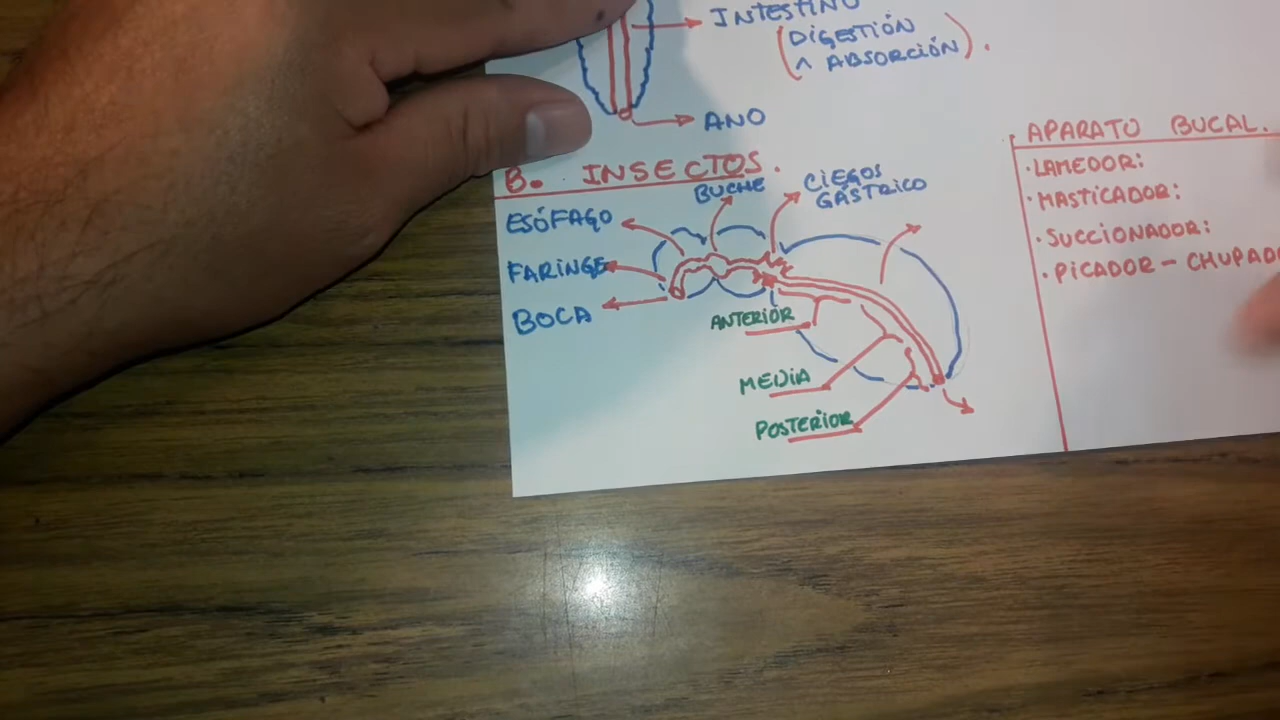 INTESTINO
(DIGESTIÓN
^ ABSORCIÓN).
ANO
B. INSECTOS.
BUCHE
CIEGOS
GÁSTRICO
ESÓFAGO
FARINGE
BOCA
ANTERIOR
MEDIA
POSTERIOR
APARATO BUCAL.
· LAMEDOR:
· MASTICADOR:
· SUCCIONADOR:
· PICADOR - CHUPAD